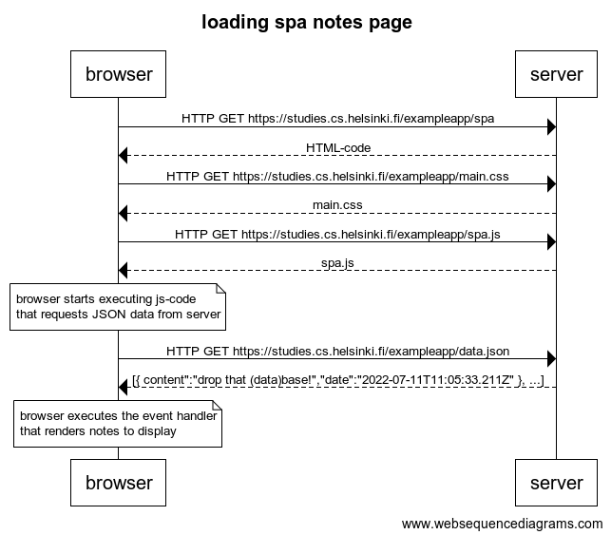 loading spa notes page
browser
server
HTTP GET https://studies.cs.helsinki.fi/exampleapp/spa
HTML-code
HTTP GET https://studies.cs.helsinki.fi/exampleapp/main.css
main.css
HTTP GET https://studies.cs.helsinki.fi/exampleapp/spa.js
spa.js
browser starts executing js-code
that requests JSON data from server
HTTP GET https://studies.cs.helsinki.fi/exampleapp/data.json
[{ content":"drop that (data)base!","date":"2022-07-11T11:05:33.211Z" }, ...]
browser executes the event handler
that renders notes to display
browser
server
www.websequencediagrams.com